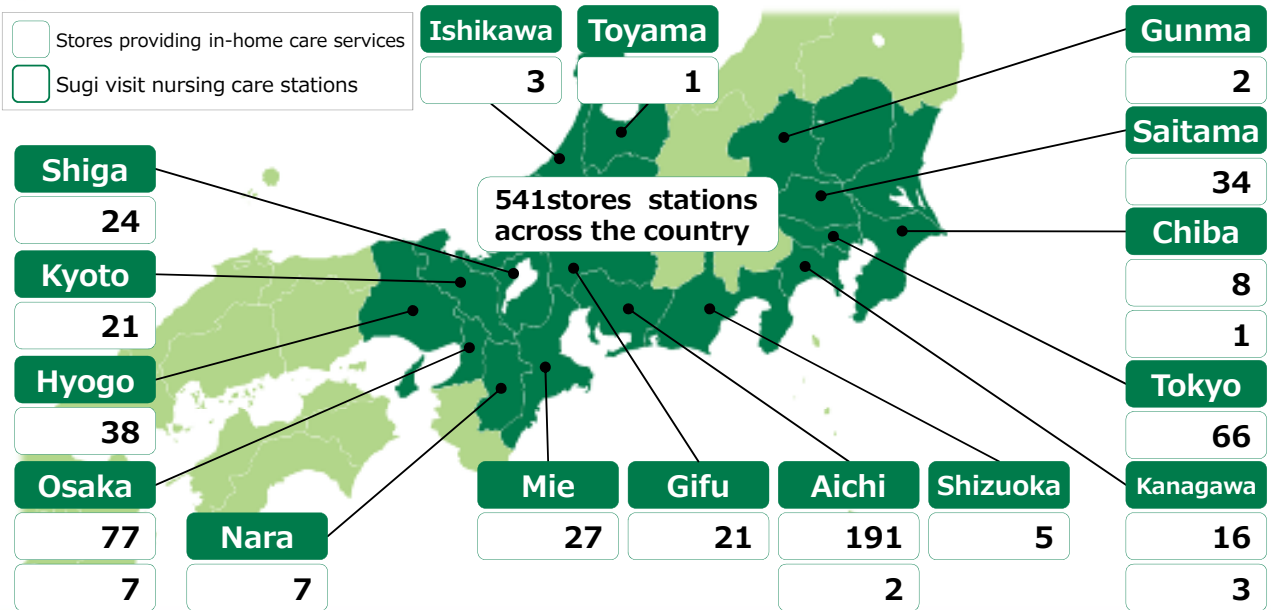 Stores providing in-home care services
Sugi visit nursing care stations
Ishikawa
3
Toyama
1
Gunma
2
Saitama
34
Chiba
8
1
Tokyo
66
Kanagawa
16
3
541stores stations
across the country
Shiga
24
Kyoto
21
Hyogo
38
Osaka
77
7
Nara
7
Mie
27
Gifu
21
Aichi
191
2
Shizuoka
5